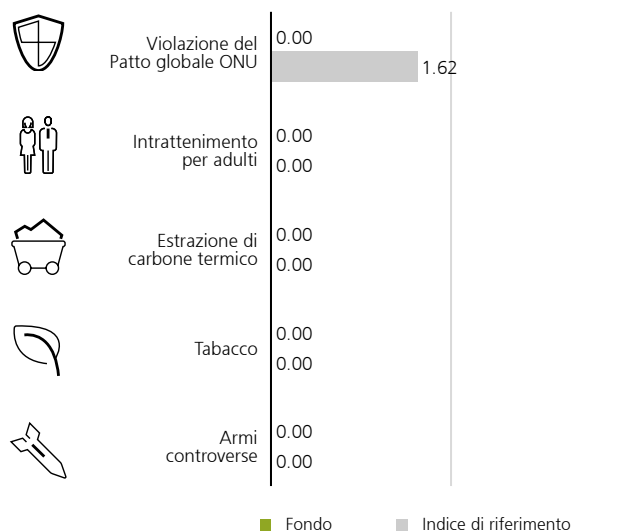 Violazione del
Patto globale ONU
0.00
1.62
Intrattenimento
per adulti
0.00
0.00
Estrazione di
carbone termico
0.00
0.00
Tabacco
0.00
0.00
Armi
controverse
0.00
0.00
Fondo
Indice di riferimento